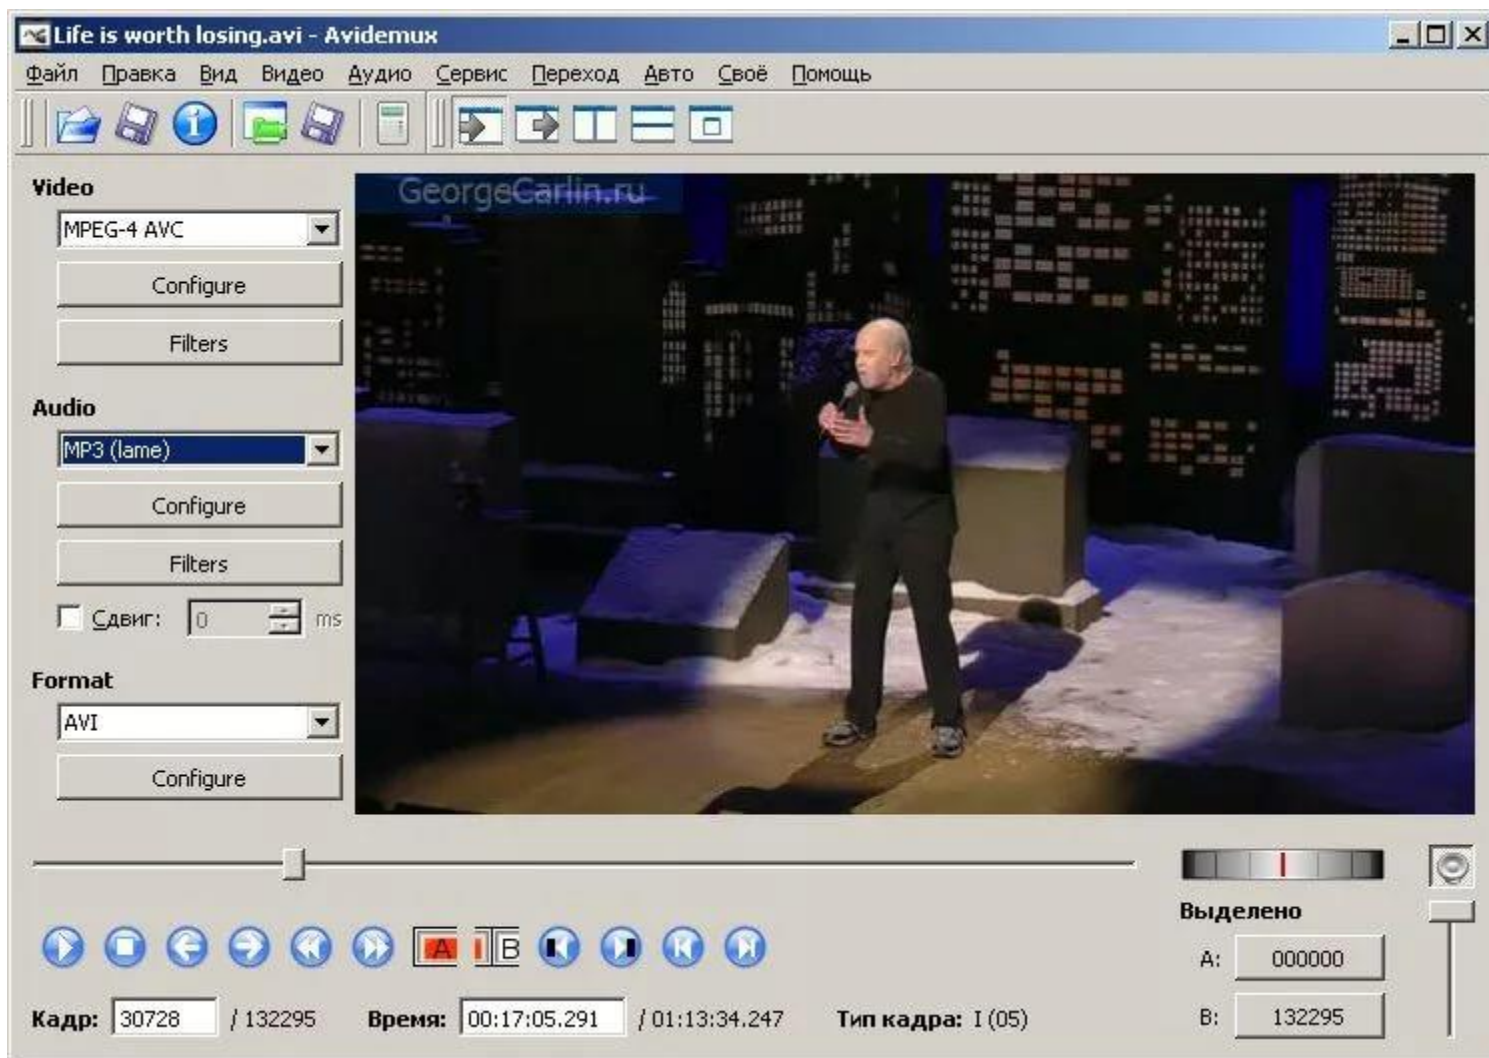 Life is worth losing.avi - Avidemux
Файл Правка Вид Видео Аудио Сервис Переход Авто Своё Помощь
GeorgeCarlin.ru
Video
MPEG-4 AVC
Configure
Filters
Audio
MP3 (lame)
Configure
Filters
Сдвиг: 0 ms
Format
AVI
Configure
Выделено
A B
A: 000000
B: 132295
Кадр: 30728 / 132295 Время: 00:17:05.291 / 01:13:34.247 Тип кадра: I (05)